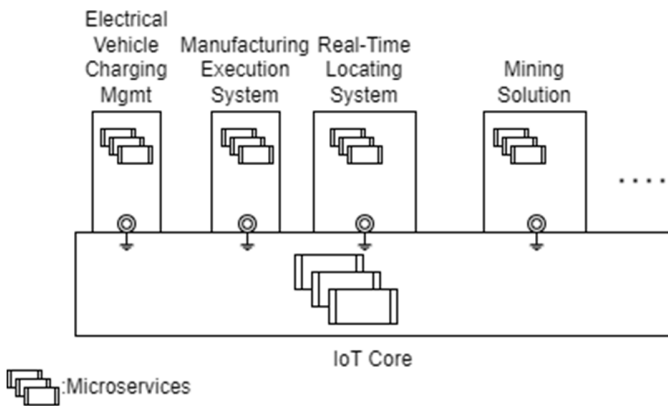 Electrical
Vehicle
Charging
Mgmt
Manufacturing
Execution
System
Real-Time
Locating
System
Mining
Solution
....
IoT Core
:Microservices